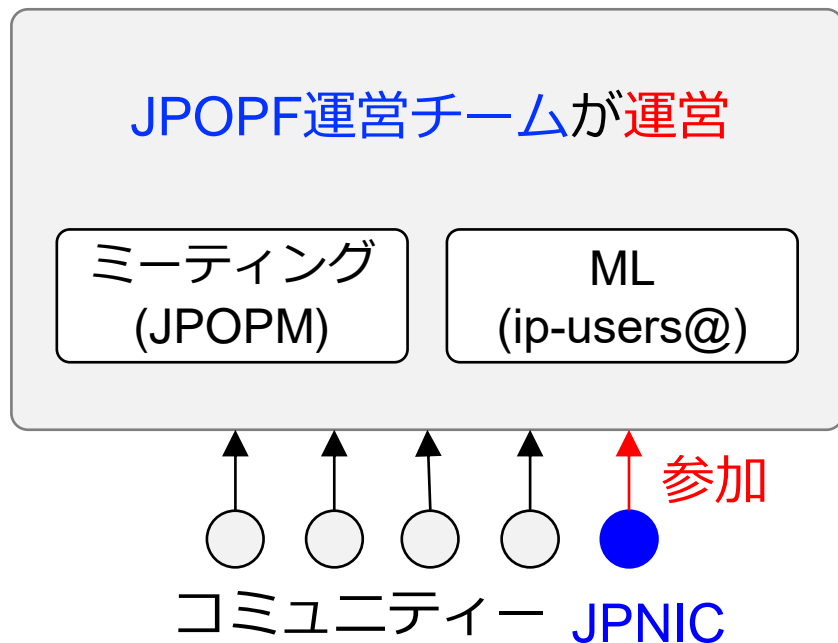 JPOPF運営チームが運営
ミーティング
(JPOPM)
ML
(ip-users@)
参加
コミュニティー
JPNIC